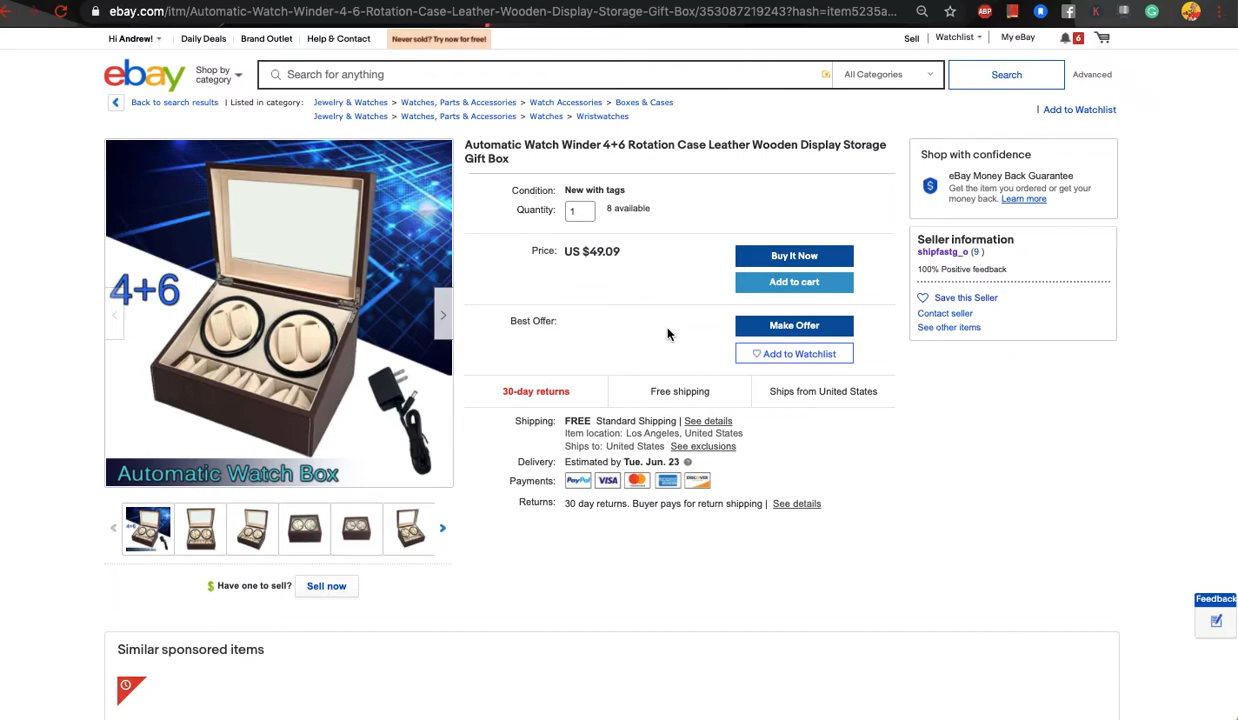 ebay.com/itm/Automatic-Watch-Winder-4-6-Rotation-Case-Leather-Wooden-Display-Storage-Gift-Box/353087219243?hash=item5235a...
ABP
K
Hi Andrew!
Daily Deals
Brand Outlet
Help & Contact
Never sold? Try now for free!
Sell
Watchlist
My eBay
6
ebay
Shop by
category
Search for anything
All Categories
Search
Advanced
Back to search results | Listed in category:
Jewelry & Watches > Watches, Parts & Accessories > Watch Accessories > Boxes & Cases
Jewelry & Watches > Watches, Parts & Accessories > Watches > Wristwatches
| Add to Watchlist
4+6
Automatic Watch Box
Have one to sell?
Sell now
Automatic Watch Winder 4+6 Rotation Case Leather Wooden Display Storage
Gift Box
Condition: New with tags
Quantity: 1 8 available
Price: US $49.09
Buy It Now
Add to cart
Best Offer:
Make Offer
Add to Watchlist
30-day returns
Free shipping
Ships from United States
Shipping: FREE Standard Shipping | See details
Item location: Los Angeles, United States
Ships to: United States See exclusions
Delivery: Estimated by Tue. Jun. 23
Payments: PayPal VISA
Returns: 30 day returns. Buyer pays for return shipping | See details
Shop with confidence
eBay Money Back Guarantee
Get the item you ordered or get your
money back. Learn more
Seller information
shipfastg_o (9 )
100% Positive feedback
Save this Seller
Contact seller
See other items
Feedback
Similar sponsored items